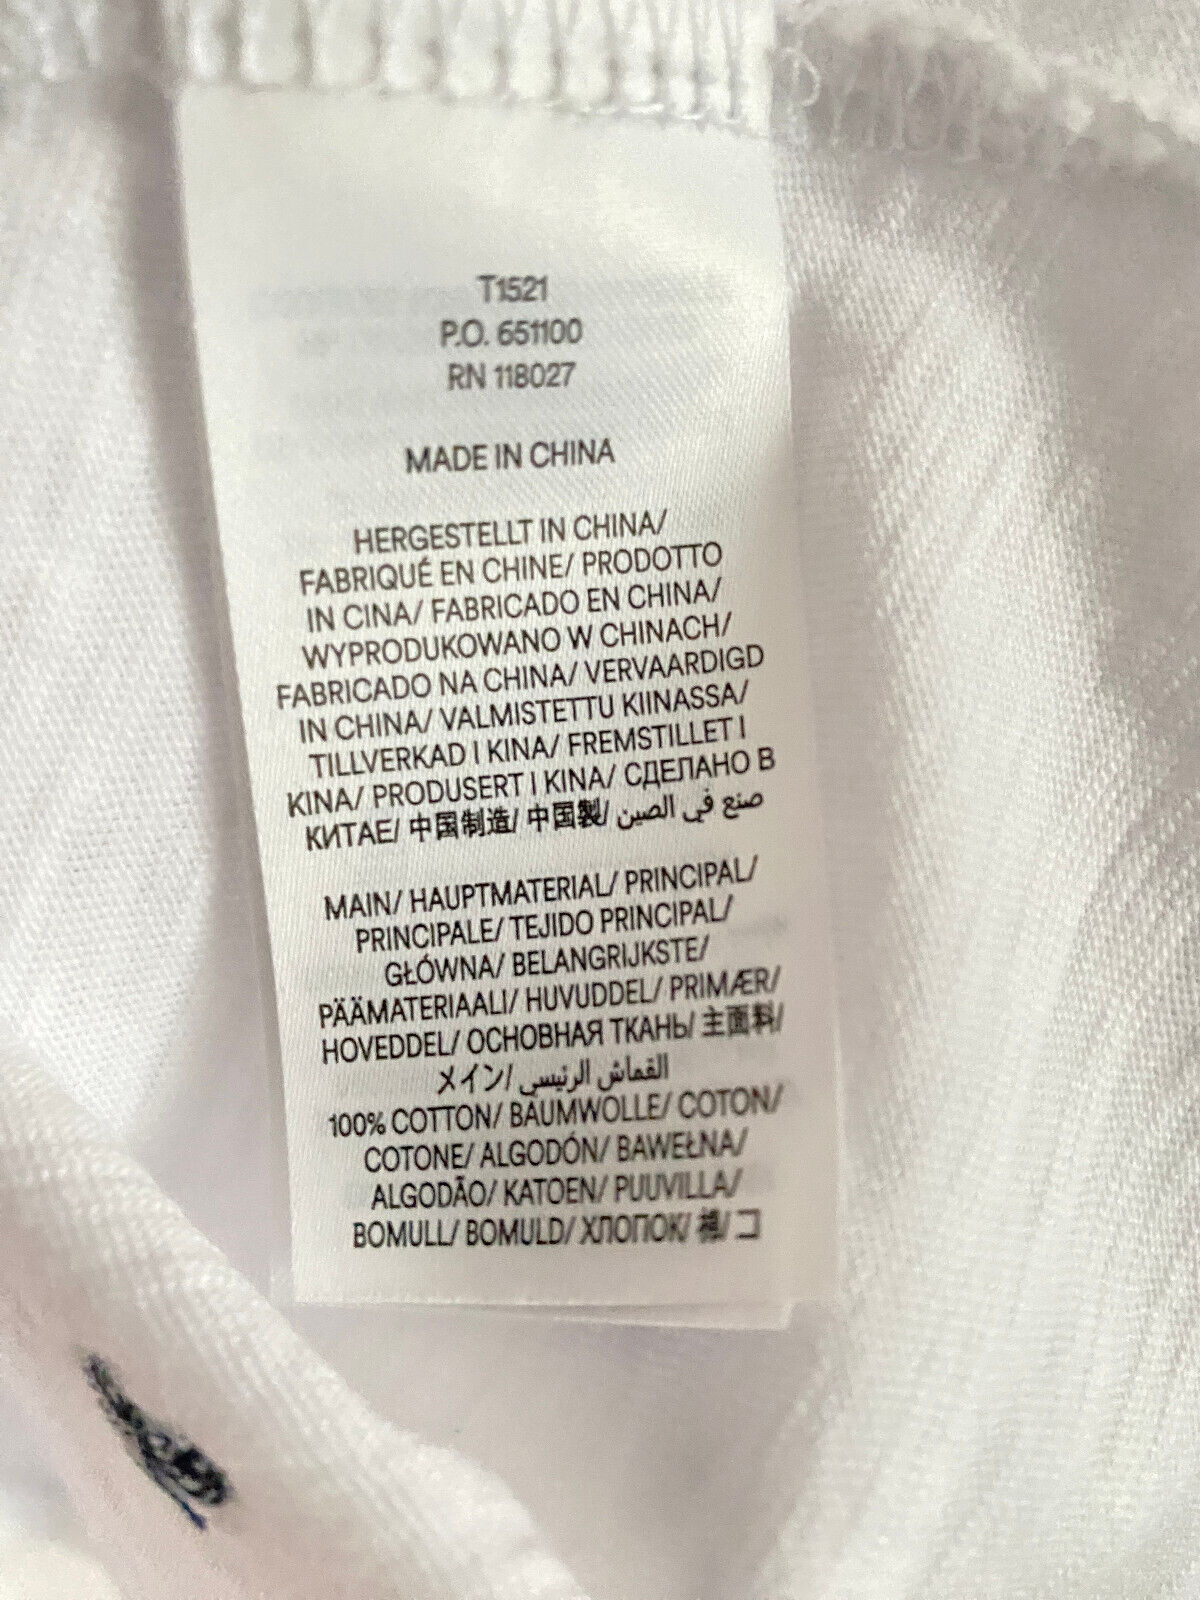 T1521
P.O. 651100
RN 118027
MADE IN CHINA
HERGESTELLT IN CHINA/
FABRIQUÉ EN CHINE/ PRODOTTO
IN CINA/ FABRICADO EN CHINA/
WYPRODUKOWANO W CHINACH/
FABRICADO NA CHINA/ VERVAARDIGD
IN CHINA/ VALMISTETTU KIINASSA/
TILLVERKAD I KINA/ FREMSTILLET I
KINA/ PRODUSERT I KINA/ СДЕЛАНО В
КИТАЕ/ 中国制造/ 中国製/ صنع في الصين
MAIN/ HAUPTMATERIAL/ PRINCIPAL/
PRINCIPALE/ TEJIDO PRINCIPAL/
GŁÓWNA/ BELANGRIJKSTE/
PÄÄMATERIAALI/ HUVUDDEL/ PRIMÆR/
HOVEDDEL/ ОСНОВНАЯ ТКАНЬ/ 主面料/
メイン/ القماش الرئيسي
100% COTTON/ BAUMWOLLE/ COTON/
COTONE/ ALGODÓN/ BAWEŁNA/
ALGODÃO/ KATOEN/ PUUVILLA/
BOMULL/ BOMULD/ ХЛОПОК/ 棉/ コ